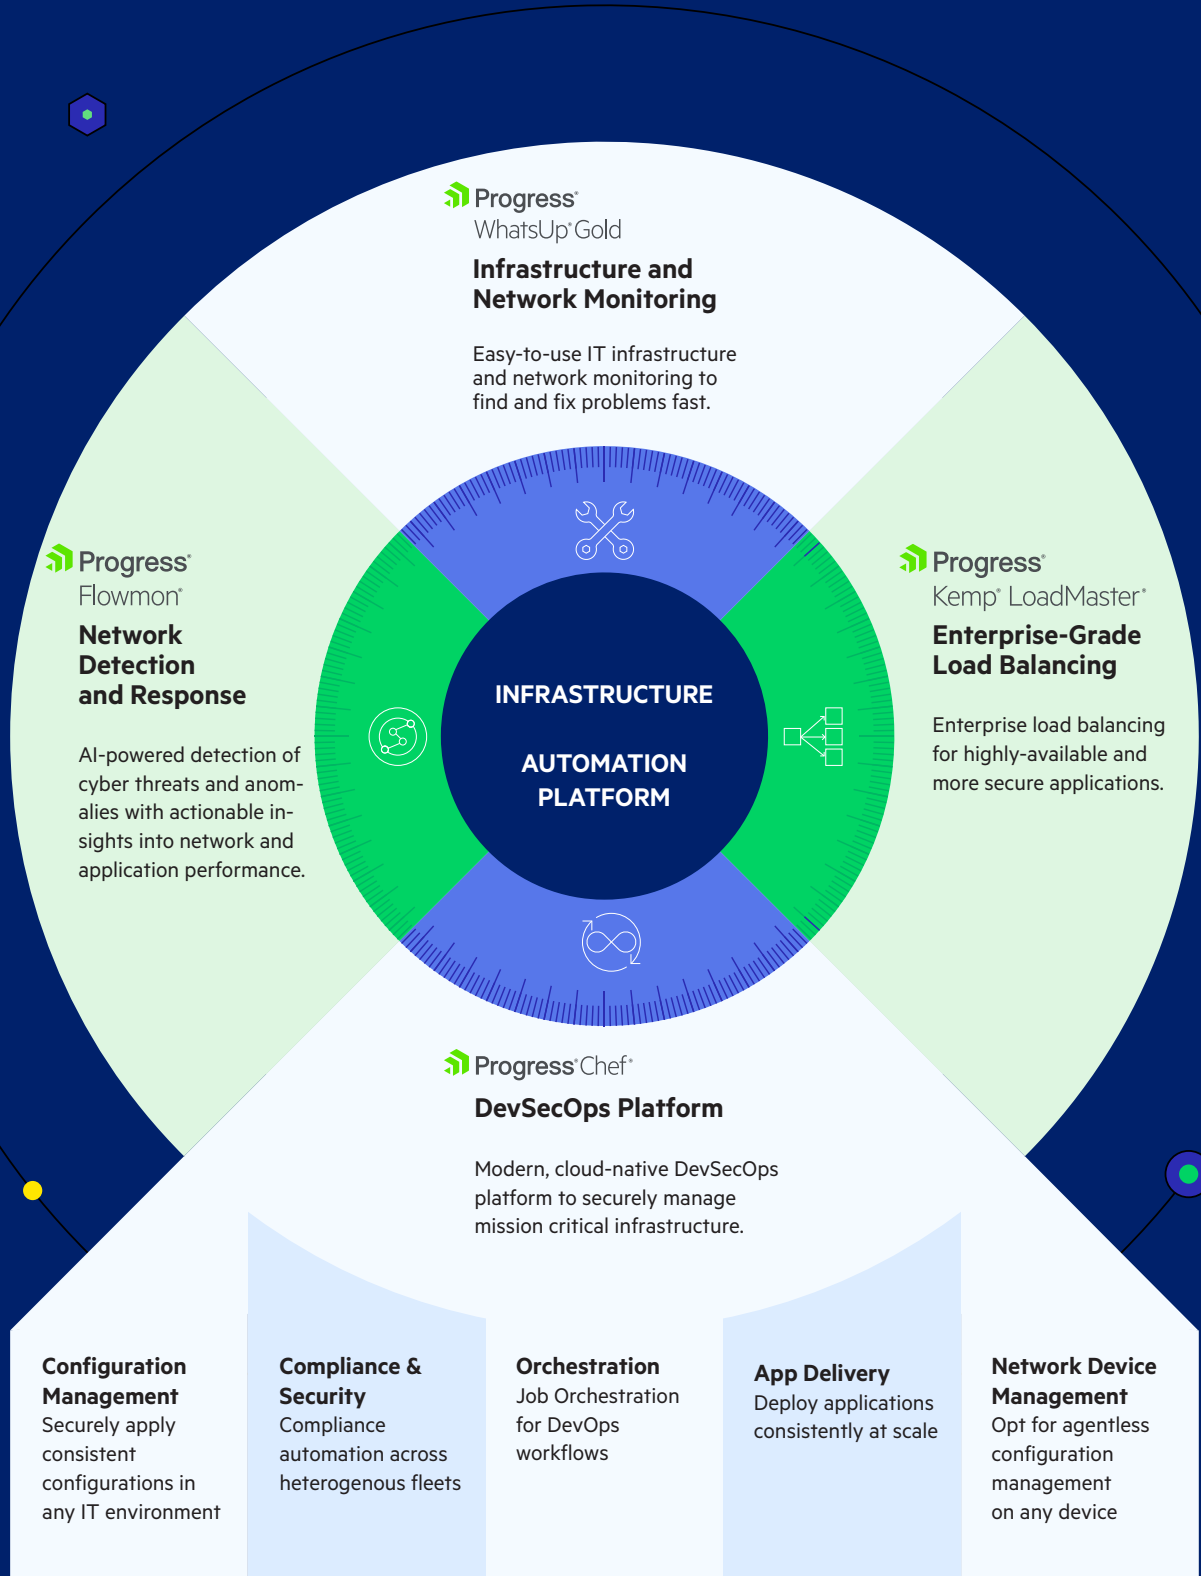 Progress®
WhatsUp® Gold
Infrastructure and
Network Monitoring
Easy-to-use IT infrastructure
and network monitoring to
find and fix problems fast.
Progress®
Flowmon®
Network
Detection
and Response
AI-powered detection of
cyber threats and anom-
alies with actionable in-
sights into network and
application performance.
INFRASTRUCTURE
AUTOMATION
PLATFORM
Progress®
Kemp® LoadMaster®
Enterprise-Grade
Load Balancing
Enterprise load balancing
for highly-available and
more secure applications.
Progress® Chef®
DevSecOps Platform
Modern, cloud-native DevSecOps
platform to securely manage
mission critical infrastructure.
Configuration
Management
Securely apply
consistent
configurations in
any IT environment
Compliance &
Security
Compliance
automation across
heterogenous fleets
Orchestration
Job Orchestration
for DevOps
workflows
App Delivery
Deploy applications
consistently at scale
Network Device
Management
Opt for agentless
configuration
management
on any device